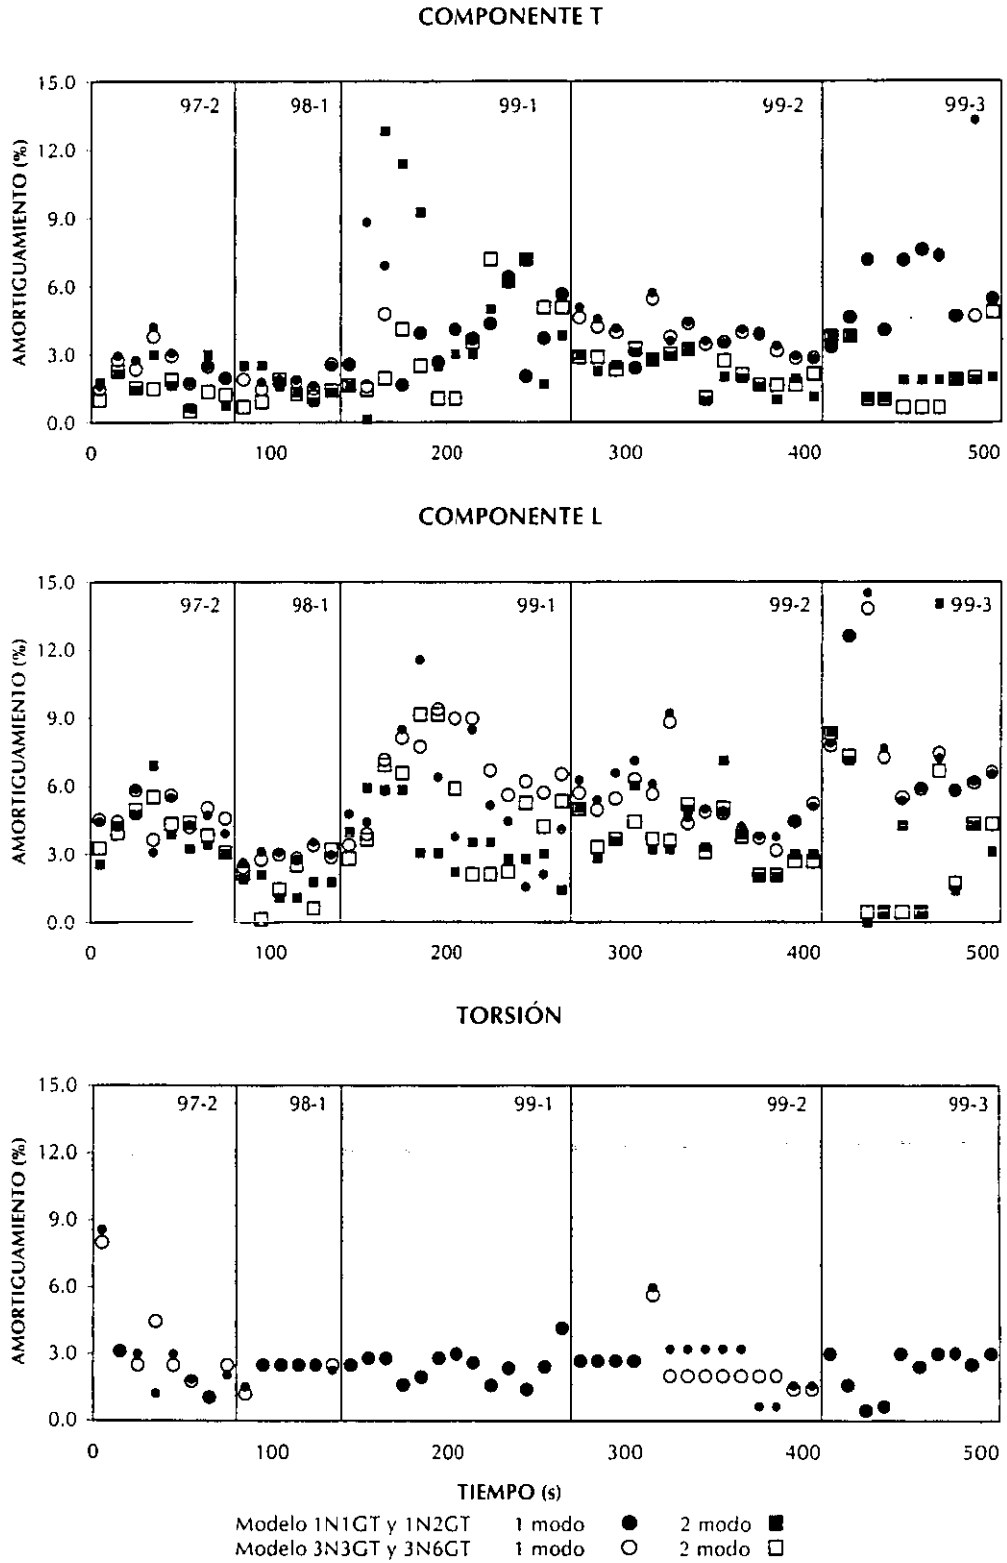 COMPONENTE T
15.0
12.0
9.0
6.0
3.0
0.0
AMORTIGUAMIENTO (%)
97-2 98-1 99-1 99-2 99-3
0 100 200 300 400 500
COMPONENTE L
15.0
12.0
9.0
6.0
3.0
0.0
AMORTIGUAMIENTO (%)
97-2 98-1 99-1 99-2 99-3
0 100 200 300 400 500
TORSIÓN
15.0
12.0
9.0
6.0
3.0
0.0
AMORTIGUAMIENTO (%)
97-2 98-1 99-1 99-2 99-3
0 100 200 300 400 500
TIEMPO (s)
Modelo 1N1GT y 1N2GT 1 modo 2 modo
Modelo 3N3GT y 3N6GT 1 modo 2 modo